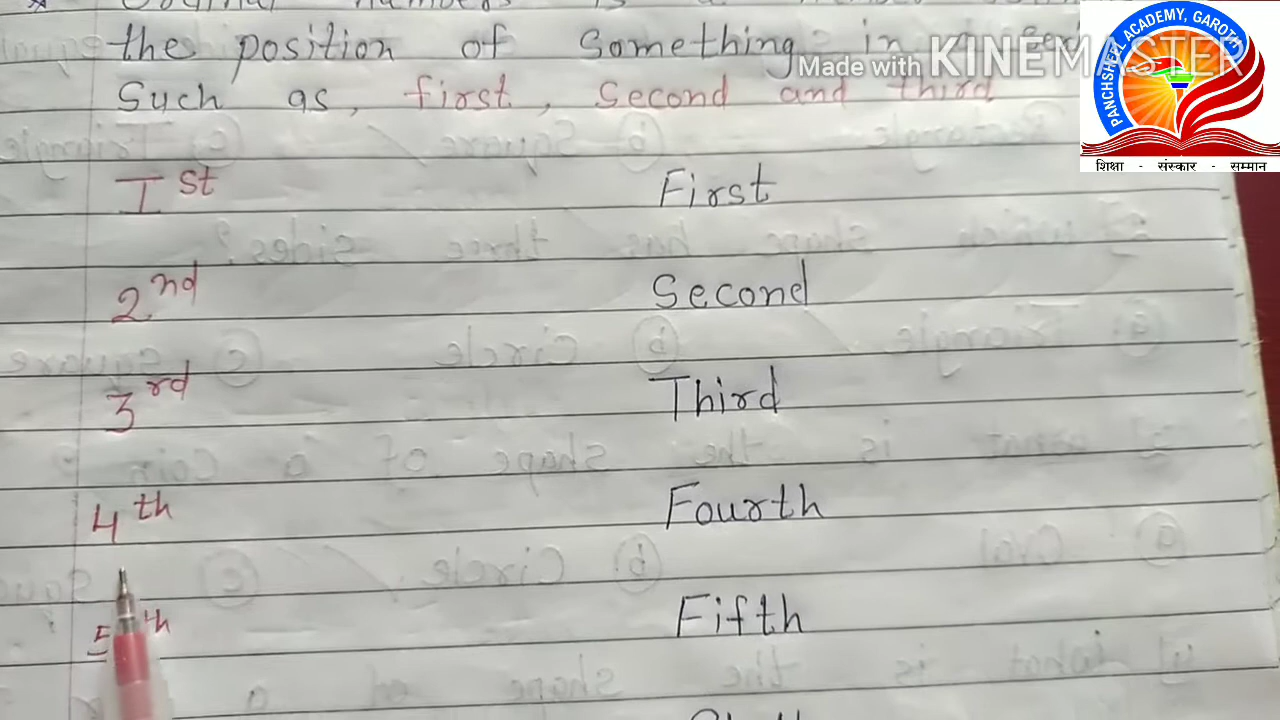 the position of something in
Made with KINEMASTER
PANCHSHEEL ACADEMY, GAROTH
शिक्षा - संस्कार - सम्मान
Such as, first, Second and third
Ist First
2nd Second
3rd Third
4th Fourth
5th Fifth